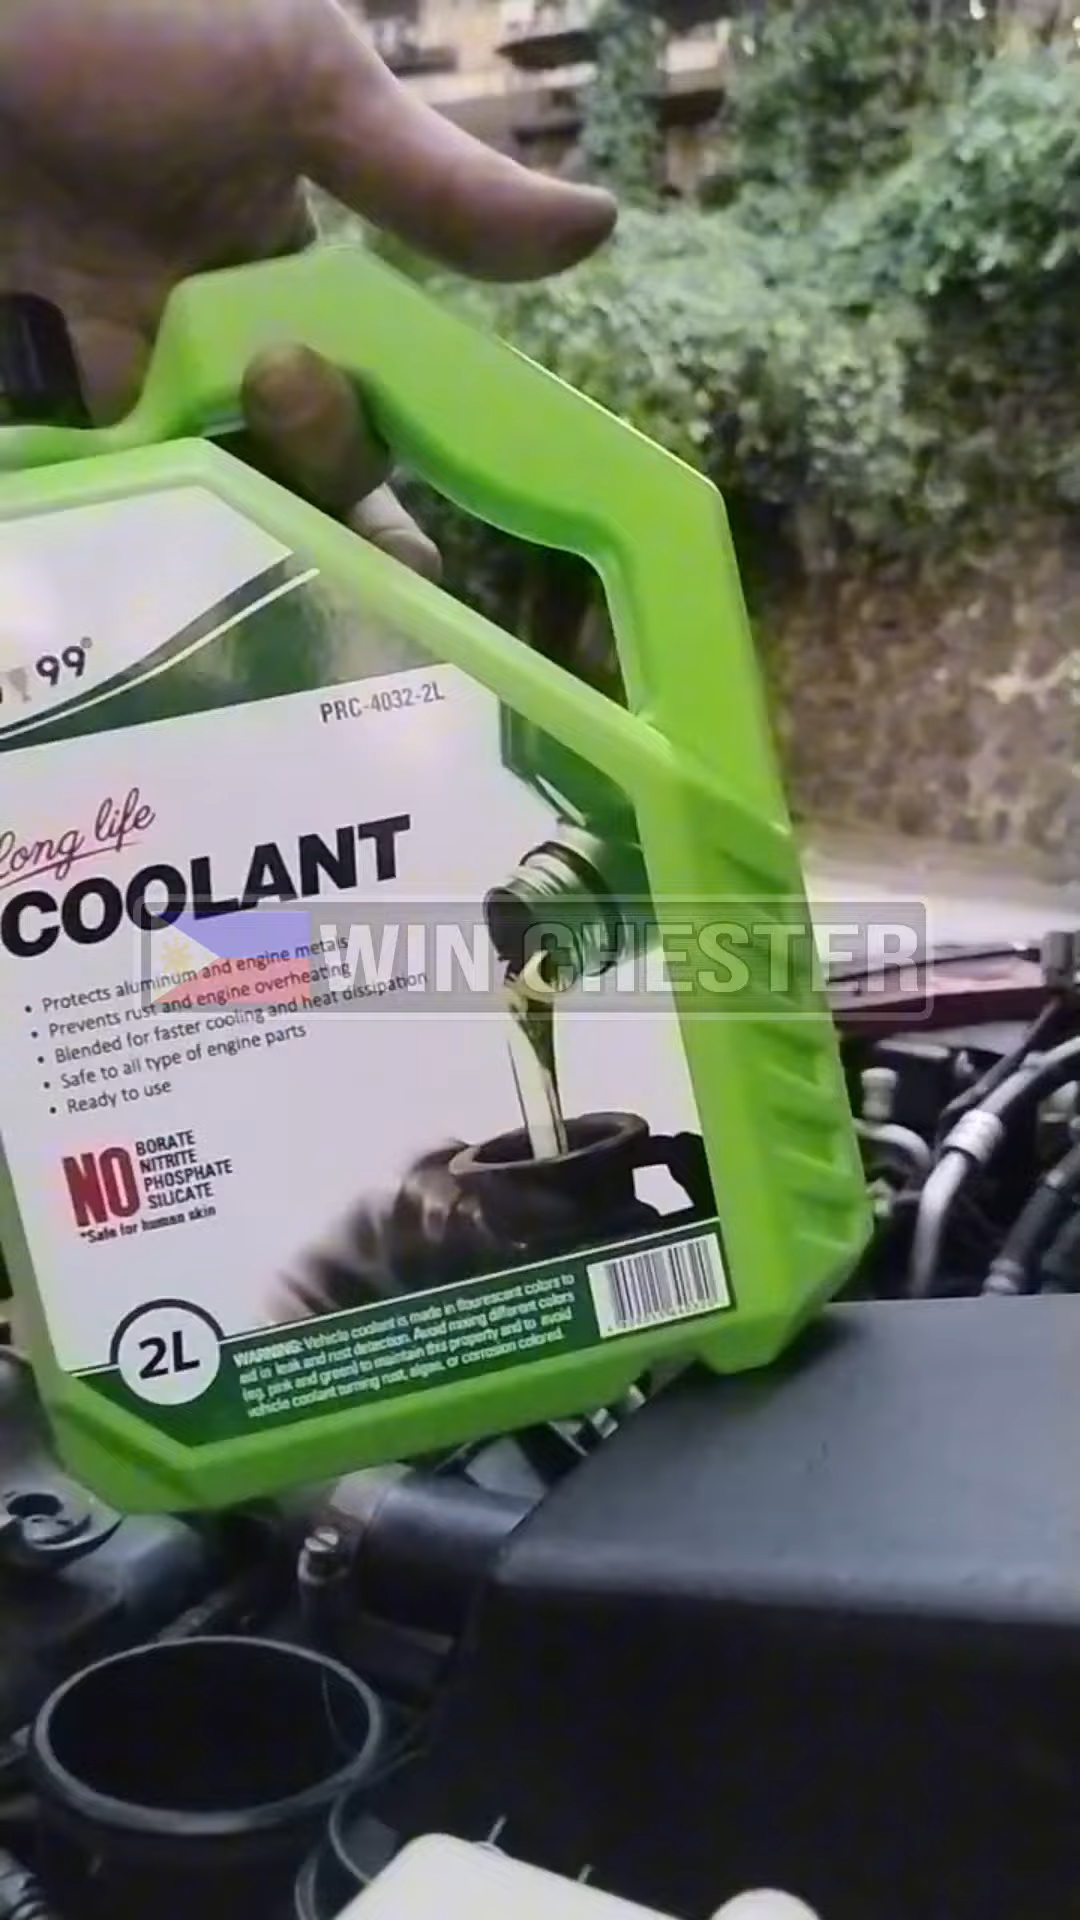 99®
PRC-4032-2L
Long life
COOLANT
WIN CHESTER
• Protects aluminum and engine metals
• Prevents rust and engine overheating
• Blended for faster cooling and heat dissipation
• Safe to all type of engine parts
• Ready to use
NO
BORATE
NITRITE
PHOSPHATE
SILICATE
*Safe for human skin
2L
WARNING: Vehicle coolant is made in flourescant colors to
aid in leak and rust detection. Avoid mixing different colors
(eg. pink and green) to maintain this property and to avoid
vehicle coolant turning rust, algae, or corrosion colored.